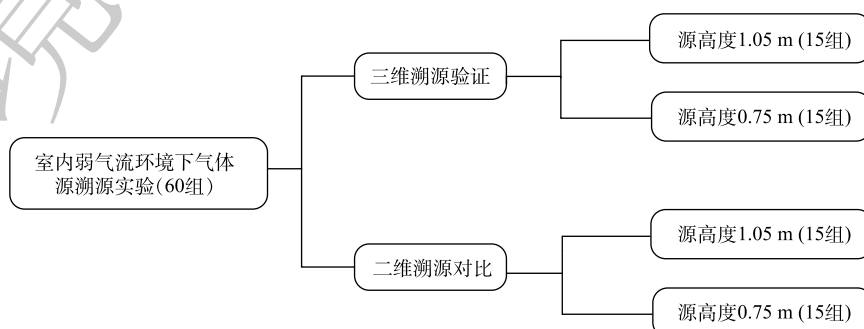 源高度1.05 m (15组)
三维溯源验证
源高度0.75 m (15组)
室内弱气流环境下气体
源溯源实验(60组)
源高度1.05 m (15组)
二维溯源对比
源高度0.75 m (15组)